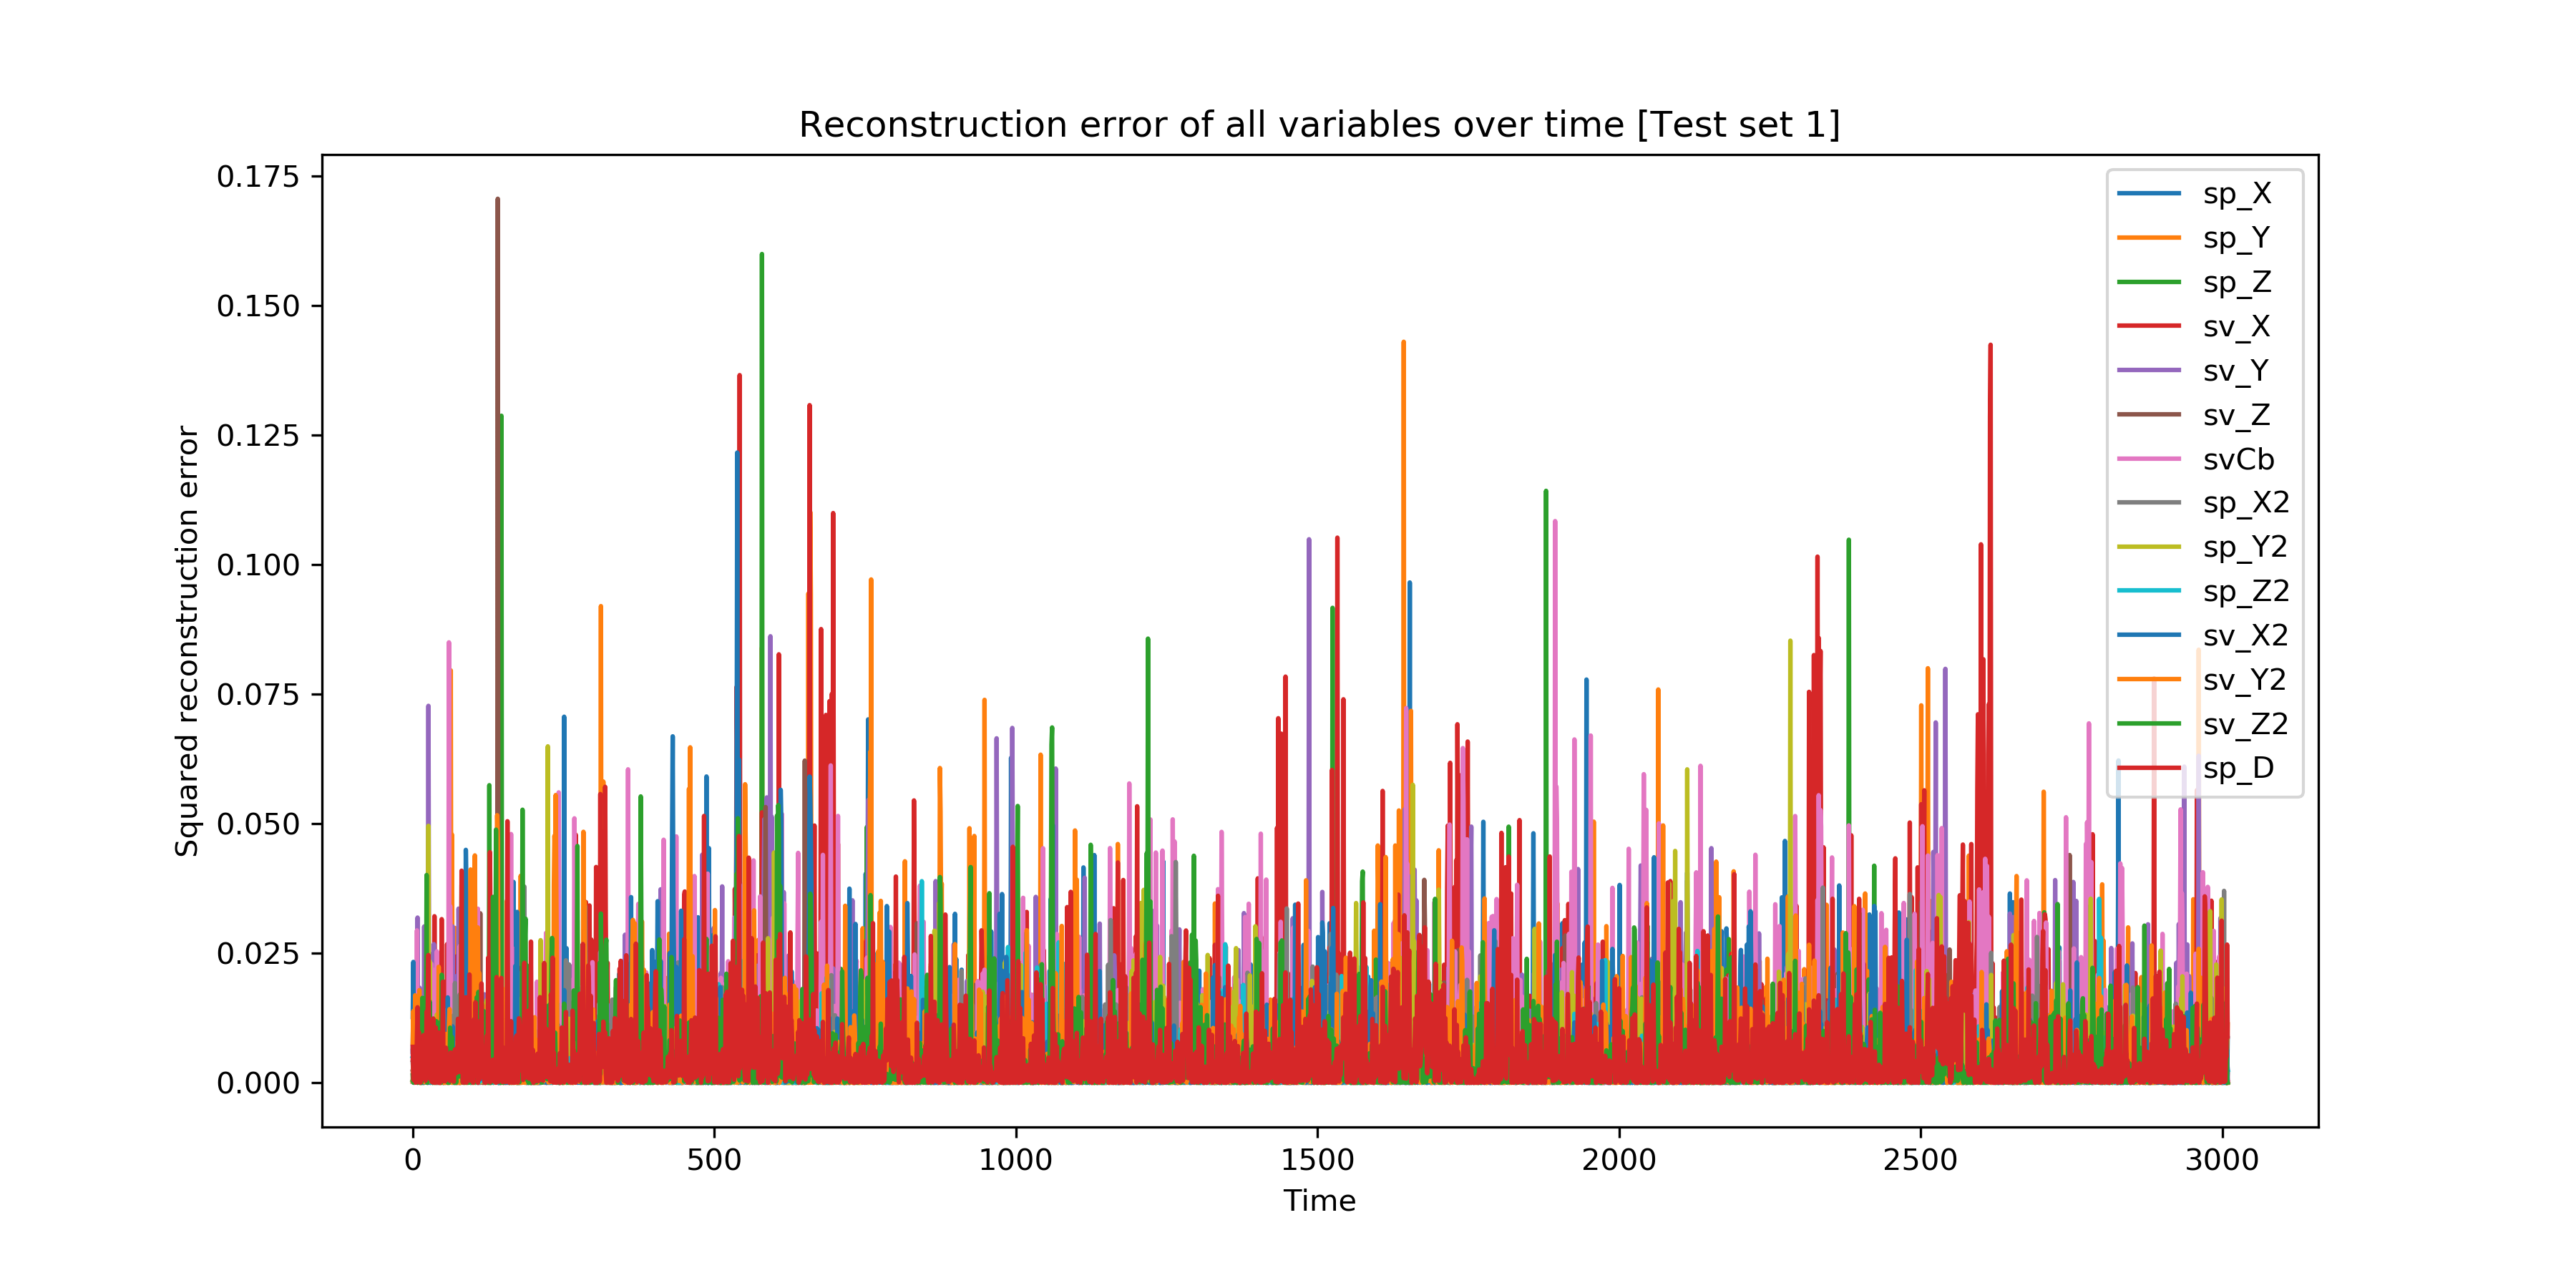 Reconstruction error of all variables over time [Test set 1]
Squared reconstruction error
0.175
0.150
0.125
0.100
0.075
0.050
0.025
0.000
sp_X
sp_Y
sp_Z
sv_X
sv_Y
sv_Z
svCb
sp_X2
sp_Y2
sp_Z2
sv_X2
sv_Y2
sv_Z2
sp_D
0 500 1000 1500 2000 2500 3000
Time